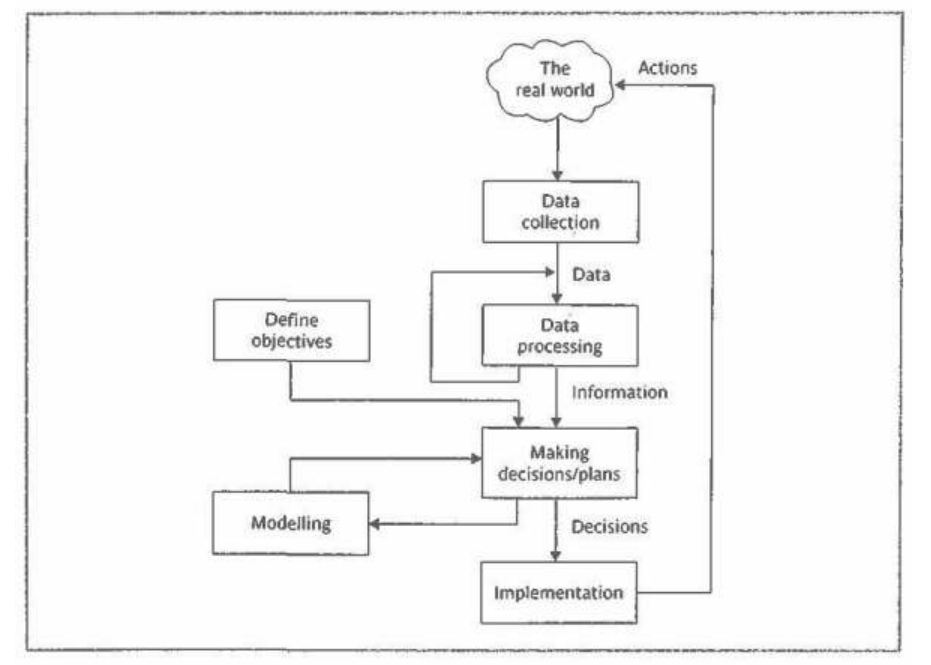 The
real world
Actions
Data
collection
Data
Define
objectives
Data
processing
Information
Making
decisions/plans
Modelling
Decisions
Implementation